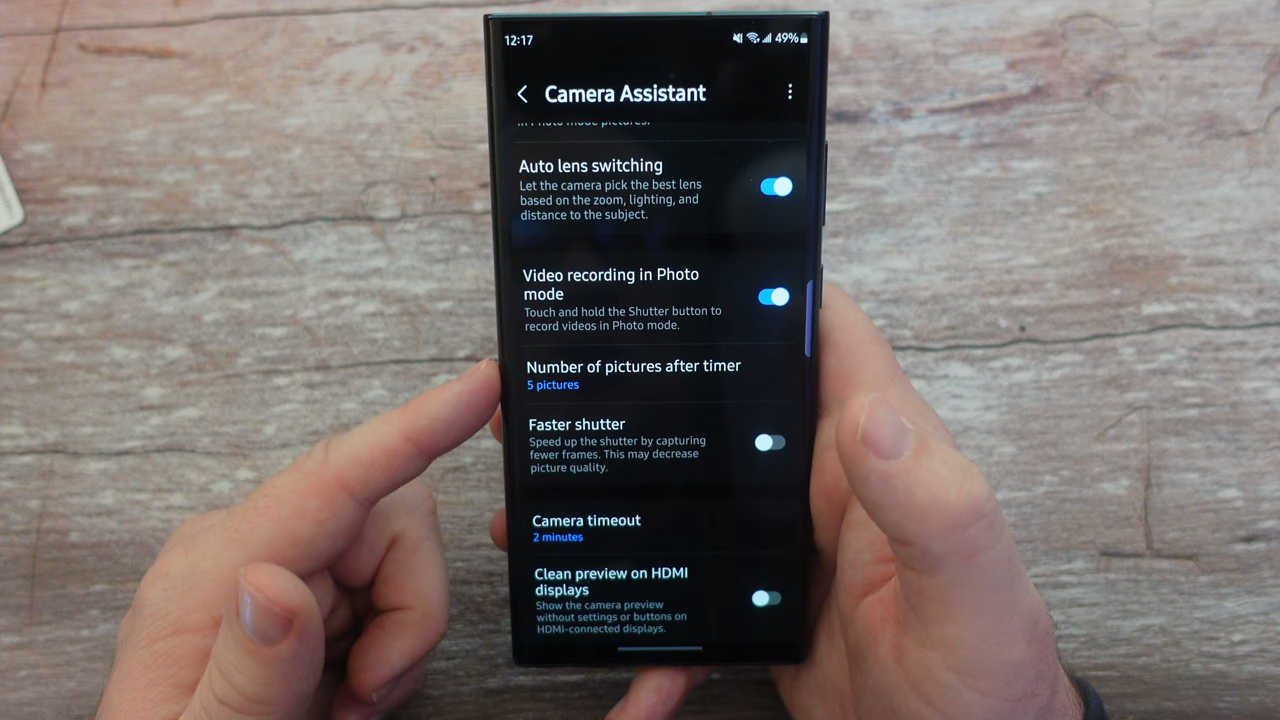 12:17
49%
Camera Assistant
in Photo mode pictures.
Auto lens switching
Let the camera pick the best lens
based on the zoom, lighting, and
distance to the subject.
Video recording in Photo
mode
Touch and hold the Shutter button to
record videos in Photo mode.
Number of pictures after timer
5 pictures
Faster shutter
Speed up the shutter by capturing
fewer frames. This may decrease
picture quality.
Camera timeout
2 minutes
Clean preview on HDMI
displays
Show the camera preview
without settings or buttons on
HDMI-connected displays.